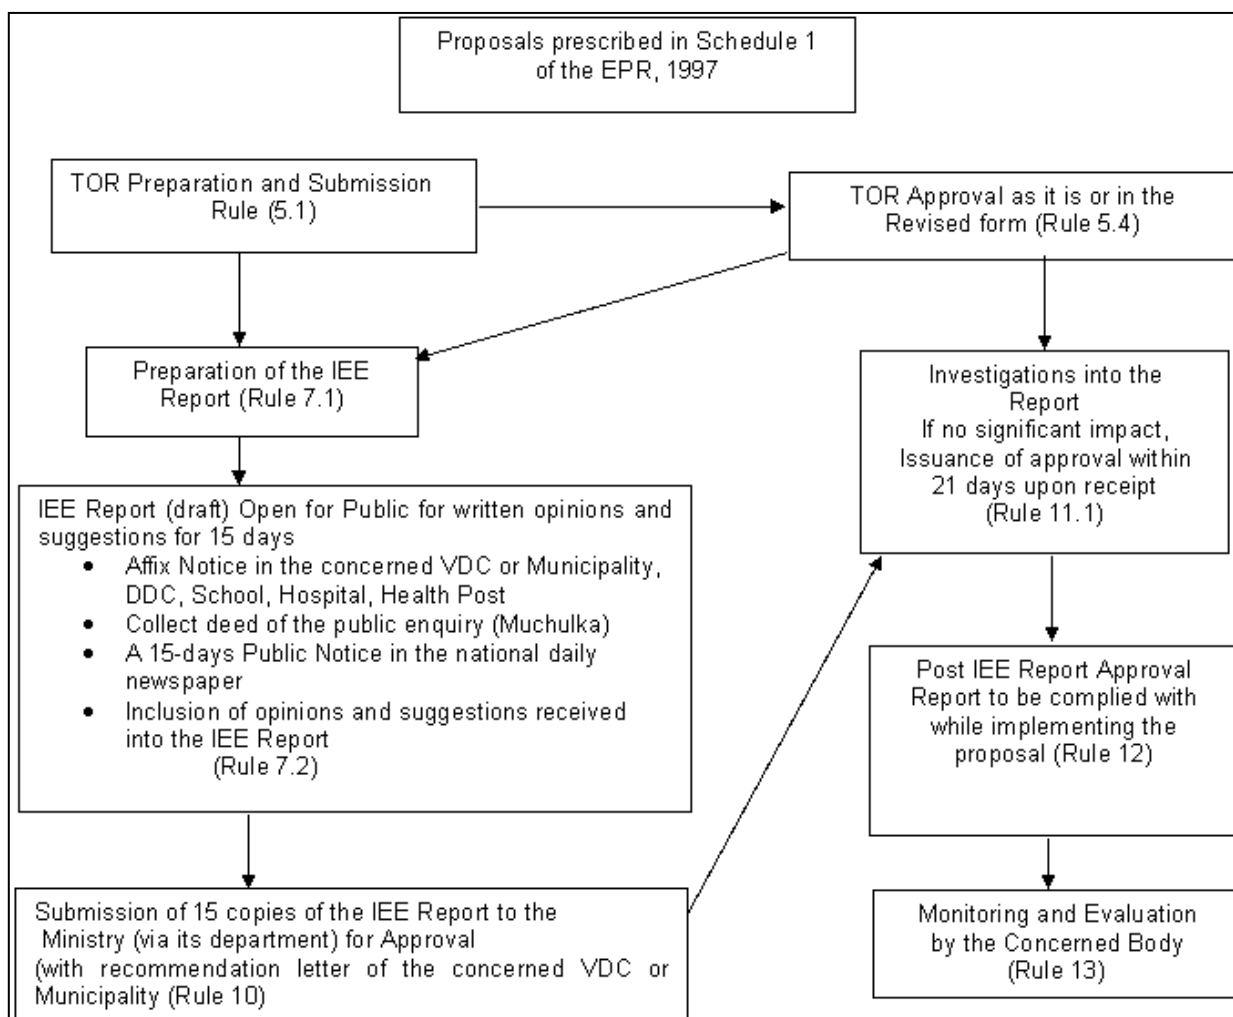 Proposals prescribed in Schedule 1
of the EPR, 1997
TOR Preparation and Submission
Rule (5.1)
TOR Approval as it is or in the
Revised form (Rule 5.4)
Preparation of the IEE
Report (Rule 7.1)
Investigations into the
Report
If no significant impact,
Issuance of approval within
21 days upon receipt
(Rule 11.1)
IEE Report (draft) Open for Public for written opinions and
suggestions for 15 days
• Affix Notice in the concerned VDC or Municipality,
DDC, School, Hospital, Health Post
• Collect deed of the public enquiry (Muchulka)
• A 15-days Public Notice in the national daily
newspaper
• Inclusion of opinions and suggestions received
into the IEE Report
(Rule 7.2)
Post IEE Report Approval
Report to be complied with
while implementing the
proposal (Rule 12)
Submission of 15 copies of the IEE Report to the
Ministry (via its department) for Approval
(with recommendation letter of the concerned VDC or
Municipality (Rule 10)
Monitoring and Evaluation
by the Concerned Body
(Rule 13)